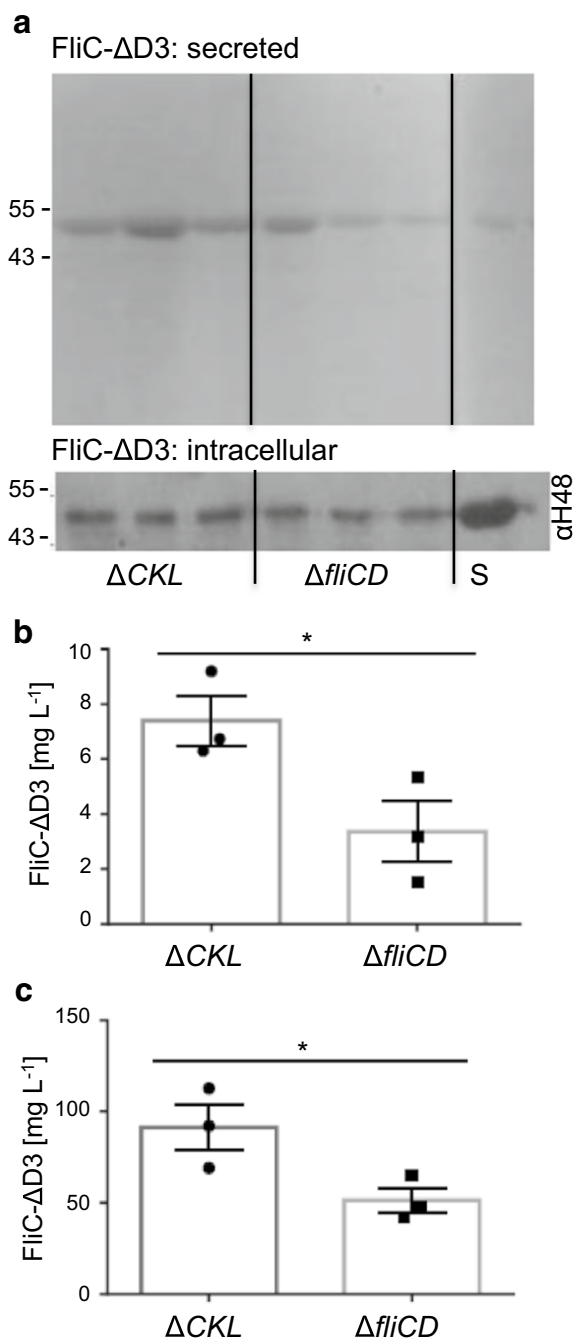 a
FliC-ΔD3: secreted
55 -
43 -
FliC-ΔD3: intracellular
55 -
43 -
αH48
ΔCKL ΔfliCD S
b
*
FliC-ΔD3 [mg L⁻¹]
10
8
6
4
2
0
ΔCKL ΔfliCD
c
*
FliC-ΔD3 [mg L⁻¹]
150
100
50
0
ΔCKL ΔfliCD